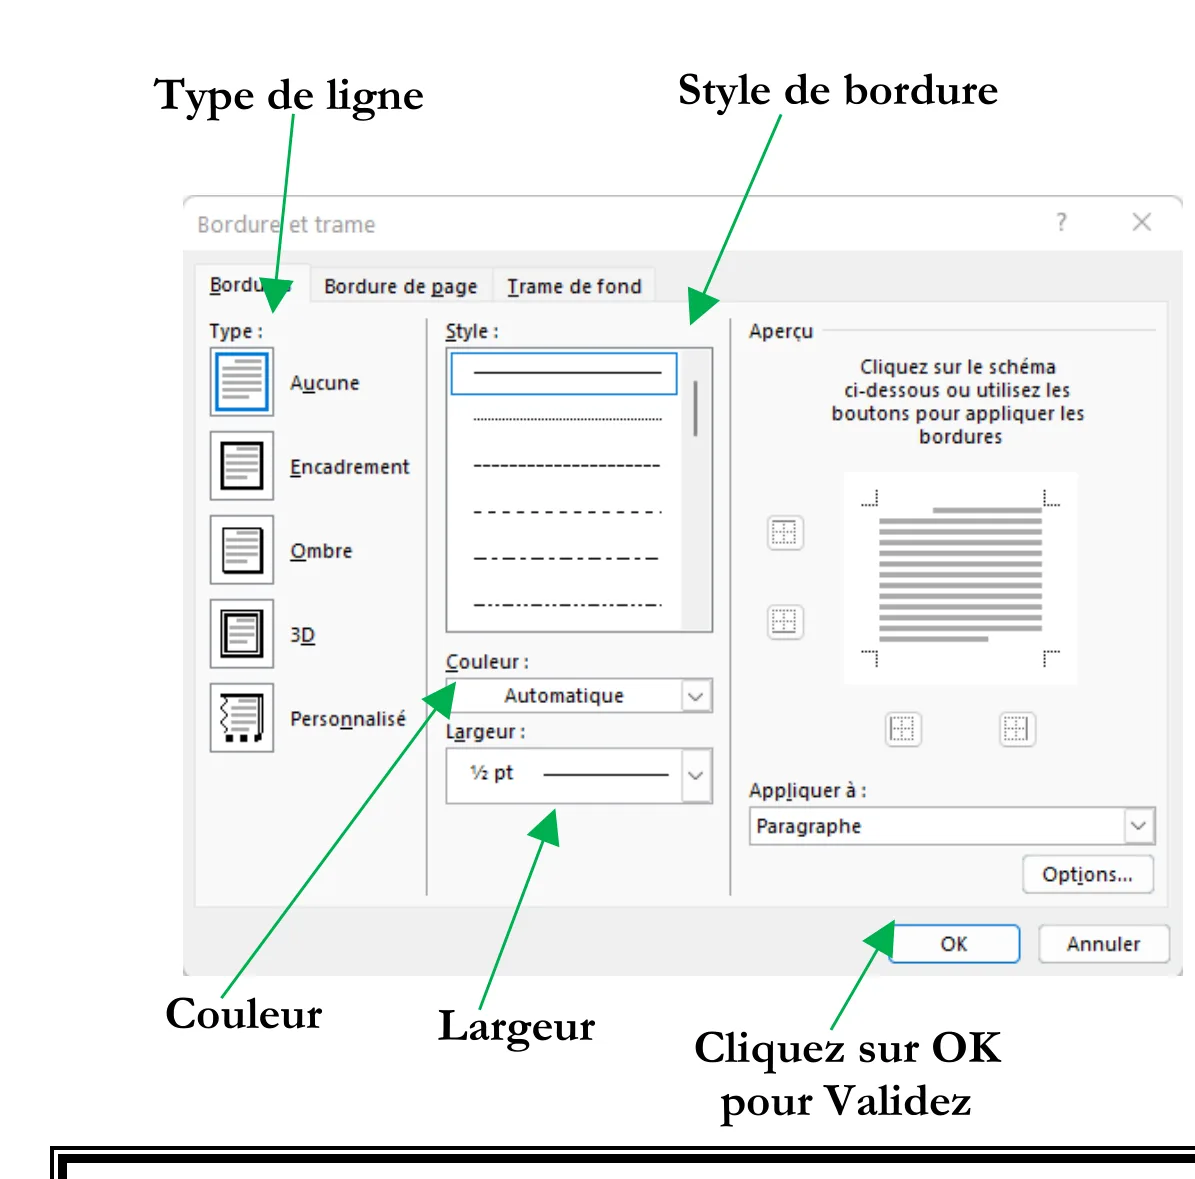 Type de ligne
Style de bordure
Bordure et trame
?
Bordure de page
Trame de fond
Type :
Aucune
Encadrement
Ombre
3D
Personnalisé
Style :
Couleur :
Automatique
Largeur :
½ pt
Aperçu
Cliquez sur le schéma
ci-dessous ou utilisez les
boutons pour appliquer les
bordures
Appliquer à :
Paragraphe
Options...
OK
Annuler
Couleur
Largeur
Cliquez sur OK
pour Validez